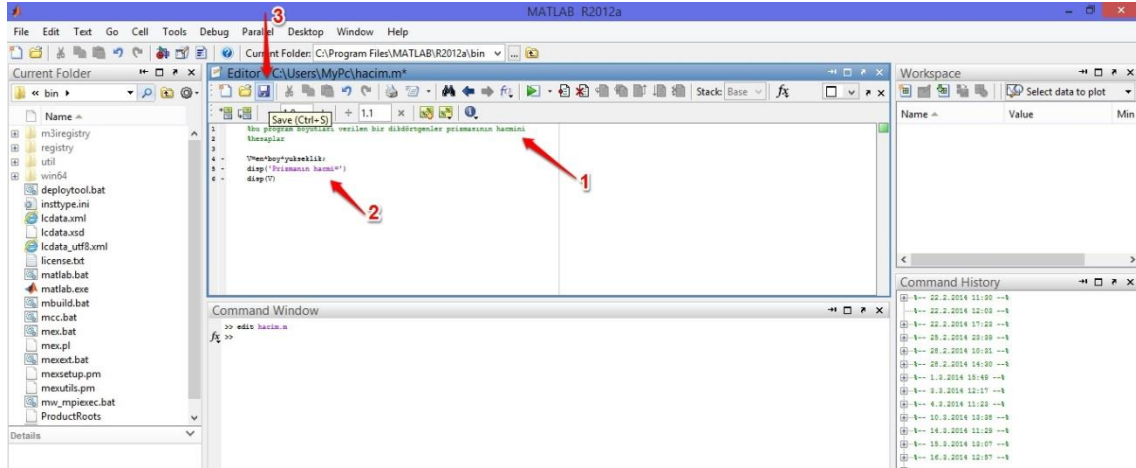 MATLAB R2012a
File Edit Text Go Cell Tools Debug Parallel Desktop Window Help
Current Folder: C:\Program Files\MATLAB\R2012a\bin
3
Current Folder
« bin
Name
m3iregistry
registry
util
win64
deploytool.bat
insttype.ini
lcdata.xml
lcdata.xsd
lcdata_utf8.xml
license.txt
matlab.bat
matlab.exe
mbuild.bat
mcc.bat
mex.bat
mex.pl
mexext.bat
mexsetup.pm
mexutils.pm
mw_mpiexec.bat
ProductRoots
Details
Editor - C:\Users\MyPc\hacim.m*
Stack: Base
fx
1.0 + ÷ 1.1 ×
Save (Ctrl+S)
1 %bu program boyutları verilen bir dikdörtgenler prizmasının hacmini
2 %hesaplar
3
4 - V=en*boy*yukseklik;
5 - disp('Prizmanın hacmi=')
6 - disp(V)
1
2
Command Window
>> edit hacim.m
fx >>
Workspace
Select data to plot
Name Value Min
Command History
%-- 22.2.2014 11:30 --%
%-- 22.2.2014 12:03 --%
%-- 22.2.2014 17:23 --%
%-- 25.2.2014 23:39 --%
%-- 26.2.2014 10:31 --%
%-- 28.2.2014 14:30 --%
%-- 1.3.2014 15:49 --%
%-- 3.3.2014 12:17 --%
%-- 4.3.2014 11:23 --%
%-- 10.3.2014 13:38 --%
%-- 14.3.2014 11:29 --%
%-- 15.3.2014 13:07 --%
%-- 16.3.2014 12:57 --%